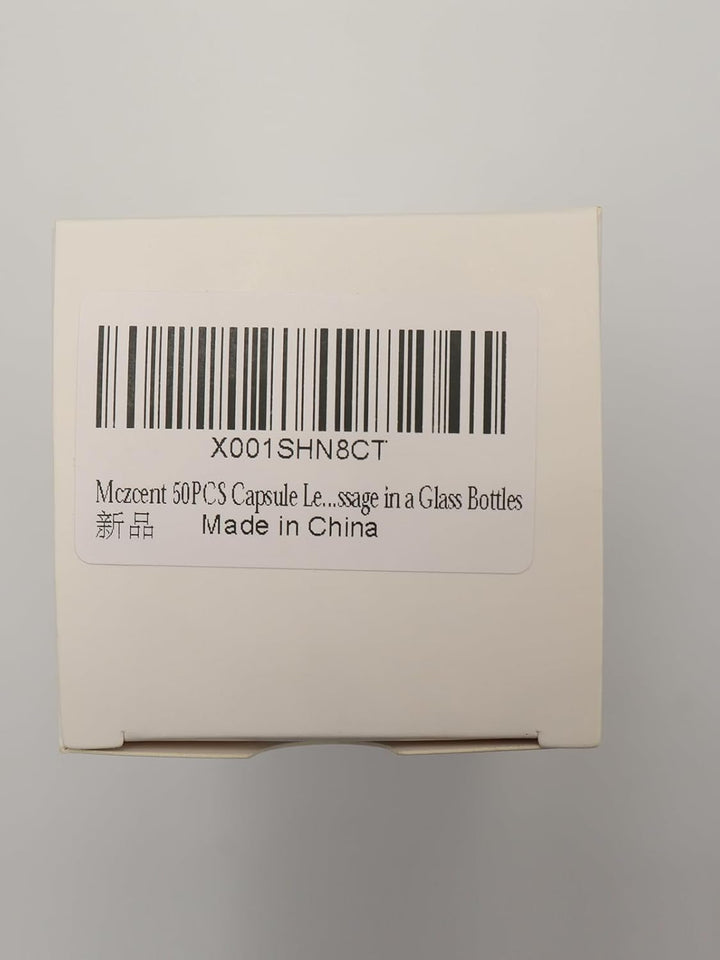 X001SHN8CT
Mczcent 50PCS Capsule Le...ssage in a Glass Bottles
新品 Made in China